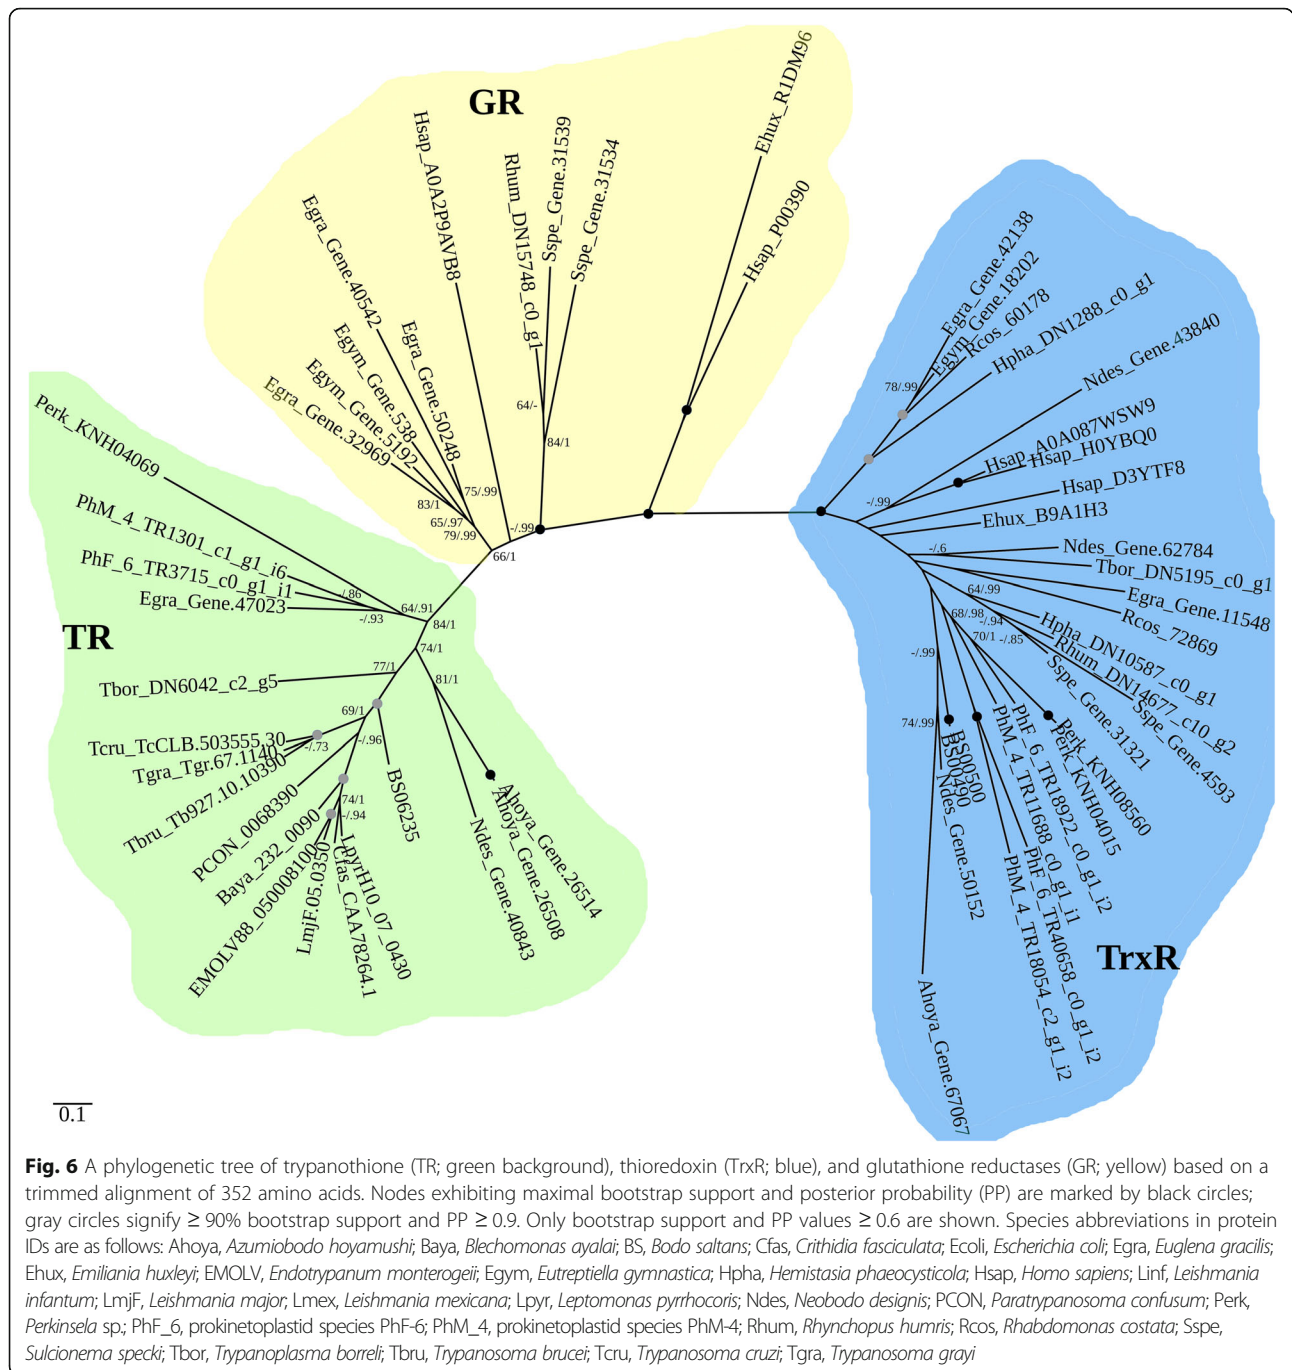 GR
Ehux_R1DM96
Hsap_P00390
Sspe_Gene.31539
Sspe_Gene.31534
Rhum_DN15748_c0_g1
Hsap_A0A2P9AVB8
Egra_Gene.40542
Egra_Gene.50248
Egym_Gene.538
Egym_Gene.5192
Egra_Gene.32969
64/-
84/1
75/.99
83/1
65/.97
79/.99
-/.99
66/1
Egra_Gene.42138
Egym_Gene.18202
Rcos_60178
Hpha_DN1288_c0_g1
Ndes_Gene.43840
Hsap_A0A087WSW9
Hsap_H0YBQ0
Hsap_D3YTF8
Ehux_B9A1H3
Ndes_Gene.62784
Tbor_DN5195_c0_g1
Egra_Gene.11548
Rcos_72869
Hpha_DN10587_c0_g1
Rhum_DN14677_c10_g2
Sspe_Gene.4593
Sspe_Gene.31321
Perk_KNH08560
Perk_KNH04015
PhF_6_TR18922_c0_g1_i2
PhM_4_TR11688_c0_g1_i1
PhF_6_TR40658_c0_g1_i2
PhM_4_TR18054_c2_g1_i2
BS00500
BS00490
Ndes_Gene.50152
Ahoya_Gene.67067
78/.99
-/.99
-/.6
64/.99
68/.98
-/.94
70/1
-/.85
-/.99
74/.99
TrxR
Perk_KNH04069
PhM_4_TR1301_c1_g1_i6
PhF_6_TR3715_c0_g1_i1
Egra_Gene.47023
TR
Tbor_DN6042_c2_g5
Tcru_TcCLB.503555.30
Tgra_Tgr.67.1140
Tbru_Tb927.10.10390
PCON_0068390
Baya_232_0090
EMOLV88_050008100
LmjF.05.0350
Cfas_CAA78264.1
LpyrH10_07_0430
BS06235
Ndes_Gene.40843
Ahoya_Gene.26508
Ahoya_Gene.26514
-/.86
-/.93
64/.91
84/1
74/1
77/1
81/1
69/1
-/.73
-/.96
74/1
-/.94
0.1
Fig. 6 A phylogenetic tree of trypanothione (TR; green background), thioredoxin (TrxR; blue), and glutathione reductases (GR; yellow) based on a
trimmed alignment of 352 amino acids. Nodes exhibiting maximal bootstrap support and posterior probability (PP) are marked by black circles;
gray circles signify ≥ 90% bootstrap support and PP ≥ 0.9. Only bootstrap support and PP values ≥ 0.6 are shown. Species abbreviations in protein
IDs are as follows: Ahoya, Azumiobodo hoyamushi; Baya, Blechomonas ayalai; BS, Bodo saltans; Cfas, Crithidia fasciculata; Ecoli, Escherichia coli; Egra, Euglena gracilis;
Ehux, Emiliania huxleyi; EMOLV, Endotrypanum monterogeii; Egym, Eutreptiella gymnastica; Hpha, Hemistasia phaeocysticola; Hsap, Homo sapiens; Linf, Leishmania
infantum; LmjF, Leishmania major; Lmex, Leishmania mexicana; Lpyr, Leptomonas pyrrhocoris; Ndes, Neobodo designis; PCON, Paratrypanosoma confusum; Perk,
Perkinsela sp.; PhF_6, prokinetoplastid species PhF-6; PhM_4, prokinetoplastid species PhM-4; Rhum, Rhynchopus humris; Rcos, Rhabdomonas costata; Sspe,
Sulcionema specki; Tbor, Trypanoplasma borreli; Tbru, Trypanosoma brucei; Tcru, Trypanosoma cruzi; Tgra, Trypanosoma grayi